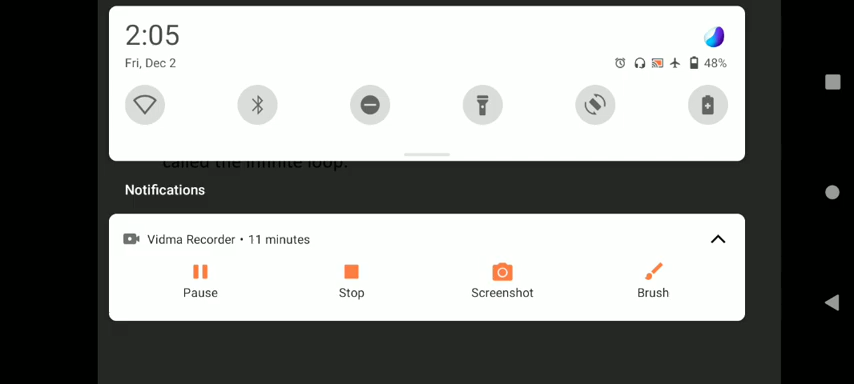 2:05
Fri, Dec 2
48%
called the infinite loop.
Notifications
Vidma Recorder • 11 minutes
Pause
Stop
Screenshot
Brush